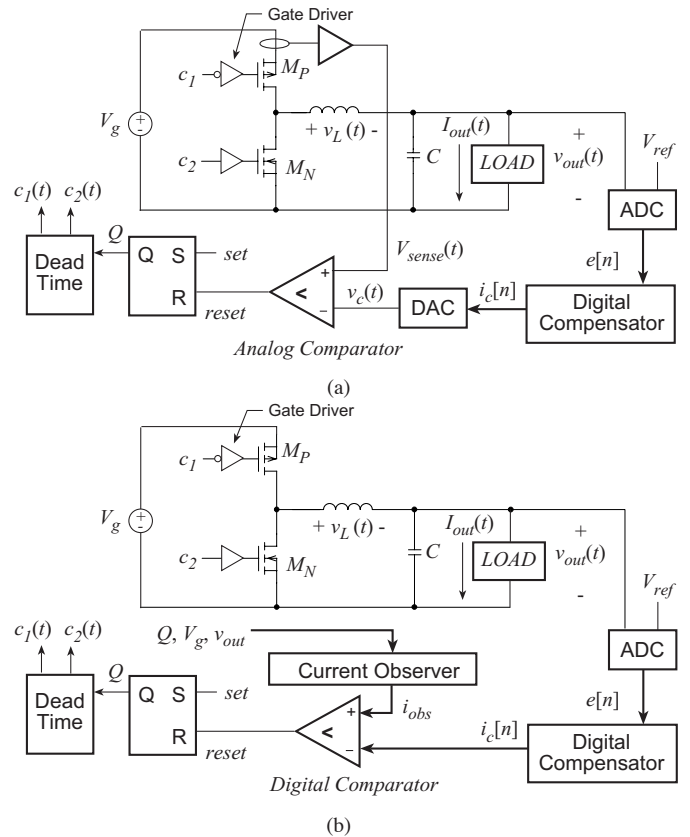 Gate Driver
c1
MP
Vg
+ vL (t) -
Iout(t)
+
vout(t)
-
C
LOAD
Vref
c2
MN
c1(t)
c2(t)
ADC
Q
Q S
R
set
reset
Dead
Time
+
<
-
Vsense(t)
vc(t)
DAC
ic[n]
e[n]
Digital
Compensator
Analog Comparator
(a)
Gate Driver
c1
MP
Vg
+ vL (t) -
Iout(t)
+
vout(t)
-
C
LOAD
Vref
c2
MN
c1(t)
c2(t)
Q, Vg, vout
ADC
Current Observer
Q
Q S
R
set
reset
Dead
Time
+
<
-
iobs
ic[n]
e[n]
Digital
Compensator
Digital Comparator
(b)